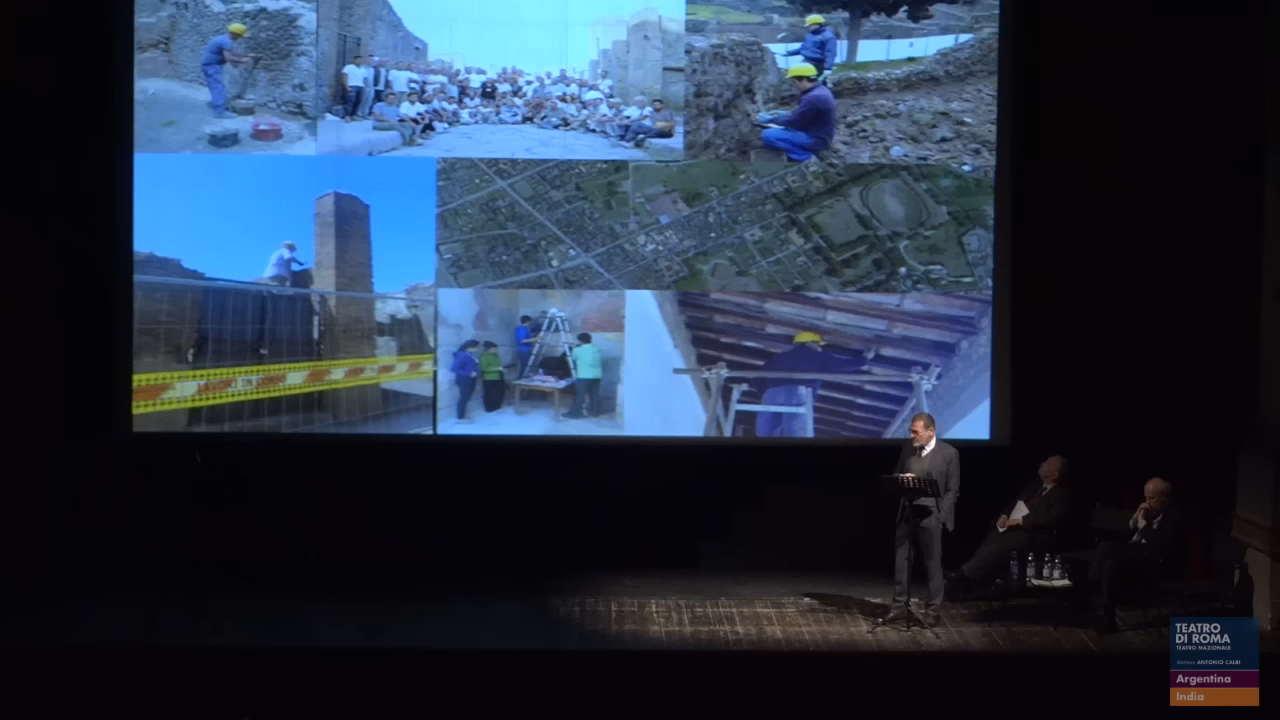 TEATRO
DI ROMA
TEATRO NAZIONALE
direttore ANTONIO CALBI
Argentina
India